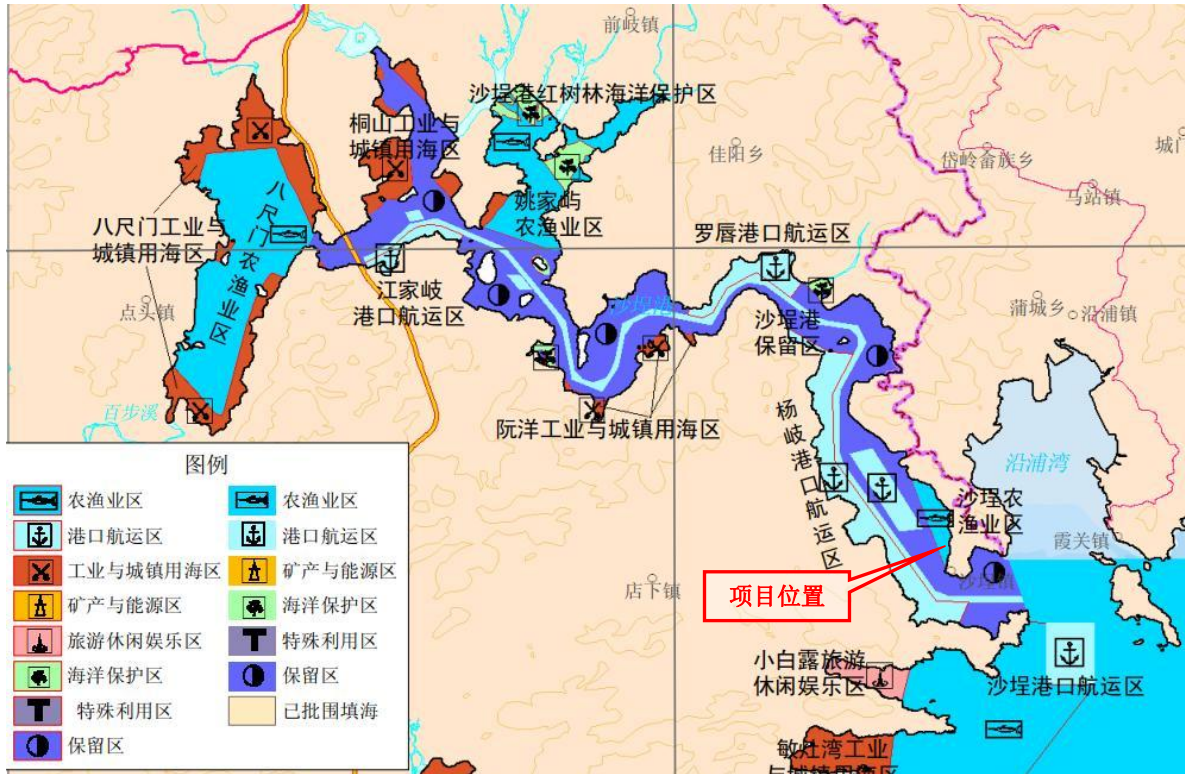 前岐镇
沙埕港红树林海洋保护区
桐山工业与
城镇用海区
佳阳乡
岱岭畲族乡
城门
马站镇
八尺门农渔业区
姚家屿
农渔业区
八尺门工业与
城镇用海区
罗唇港口航运区
江家岐
港口航运区
点头镇
沙埕港
沙埕港
保留区
蒲城乡
沿浦镇
百步溪
阮洋工业与城镇用海区
杨岐港口航运区
沿浦湾
沙埕农
渔业区
霞关镇
店下镇
项目位置
沙埕镇
小白露旅游
休闲娱乐区
沙埕港口航运区
敏灶湾工业
与城镇用海区
图例
农渔业区
农渔业区
港口航运区
港口航运区
工业与城镇用海区
矿产与能源区
矿产与能源区
海洋保护区
旅游休闲娱乐区
特殊利用区
海洋保护区
保留区
特殊利用区
已批围填海
保留区